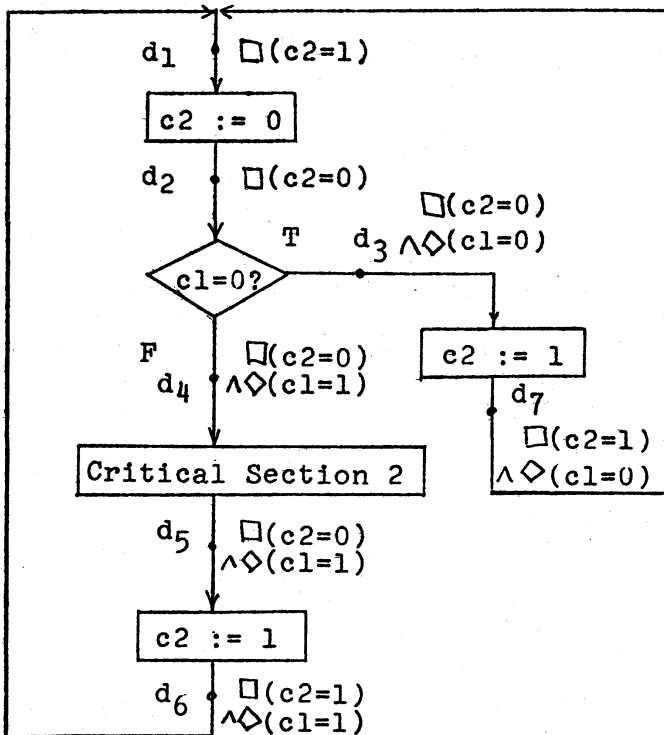 d1 □(c2=1)
c2 := 0
d2 □(c2=0)
□(c2=0)
T d3 ∧◇(c1=0)
c1=0?
c2 := 1
F □(c2=0)
d4 ∧◇(c1=1)
d7
Critical Section 2
□(c2=1)
∧◇(c1=0)
d5 □(c2=0)
∧◇(c1=1)
c2 := 1
d6 □(c2=1)
∧◇(c1=1)